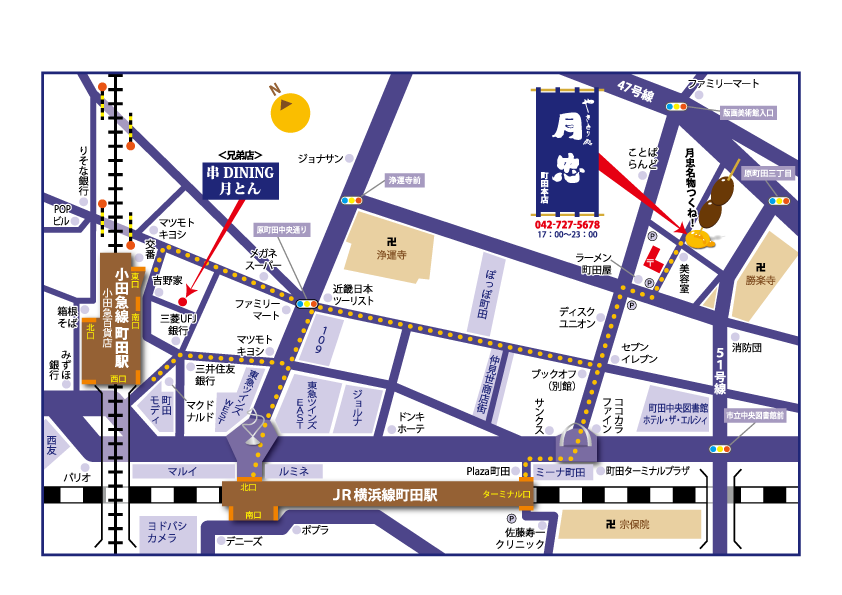 47号線
ファミリーマート
版画美術館入口
N
<兄弟店>
串 DINING
月とん
ジョナサン
浄運寺前
やきとり
月忠
町田本店
042-727-5678
17：00〜23：00
ことば
らんど
月忠名物つくね!
原町田三丁目
りそな銀行
POP
ビル
マツモト
キヨシ
交番
原町田中央通り
メガネ
スーパー
卍
浄運寺
ぽっぽ町田
ラーメン
町田屋
P
〒
P
P
美容室
卍
勝楽寺
小田急線 町田駅
小田急百貨店
東口
南口
北口
西口
吉野家
箱根
そば
三菱UFJ
銀行
ファミリー
マート
近畿日本
ツーリスト
109
マツモト
キヨシ
ディスク
ユニオン
セブン
イレブン
消防団
51号線
みずほ
銀行
三井住友
銀行
町田
モディ
マクド
ナルド
東急ツインズ
WEST
東急ツインズ
EAST
ジョルナ
ドンキ
ホーテ
仲見世商店街
ブックオフ
(別館)
サンクス
ココカラ
ファイン
町田中央図書館
ホテル・ザ・エルシィ
市立中央図書館前
西友
パリオ
マルイ
ルミネ
Plaza町田
ミーナ町田
町田ターミナルプラザ
北口
JR横浜線町田駅
ターミナル口
南口
ヨドバシ
カメラ
デニーズ
ポプラ
P
佐藤寿一
クリニック
卍 宗保院